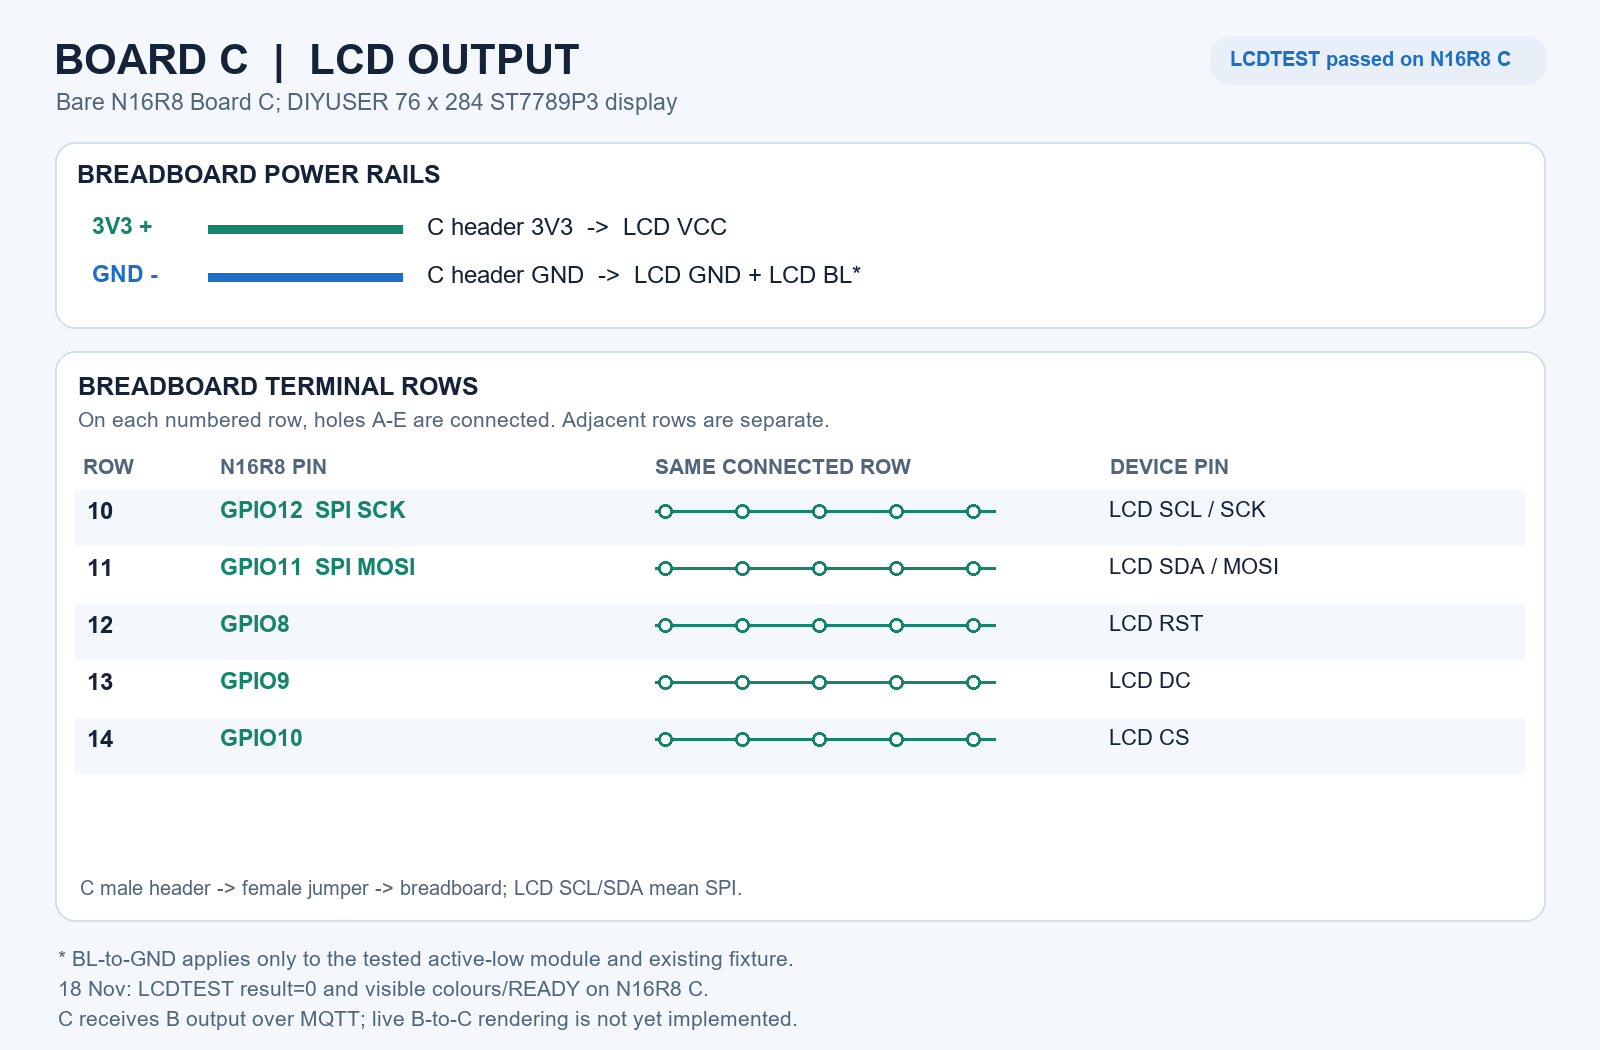 BOARD C | LCD OUTPUT
LCDTEST passed on N16R8 C
Bare N16R8 Board C; DIYUSER 76 x 284 ST7789P3 display
BREADBOARD POWER RAILS
3V3 + C header 3V3 -> LCD VCC
GND - C header GND -> LCD GND + LCD BL*
BREADBOARD TERMINAL ROWS
On each numbered row, holes A-E are connected. Adjacent rows are separate.
ROW N16R8 PIN SAME CONNECTED ROW DEVICE PIN
10 GPIO12 SPI SCK LCD SCL / SCK
11 GPIO11 SPI MOSI LCD SDA / MOSI
12 GPIO8 LCD RST
13 GPIO9 LCD DC
14 GPIO10 LCD CS
C male header -> female jumper -> breadboard; LCD SCL/SDA mean SPI.
* BL-to-GND applies only to the tested active-low module and existing fixture.
18 Nov: LCDTEST result=0 and visible colours/READY on N16R8 C.
C receives B output over MQTT; live B-to-C rendering is not yet implemented.